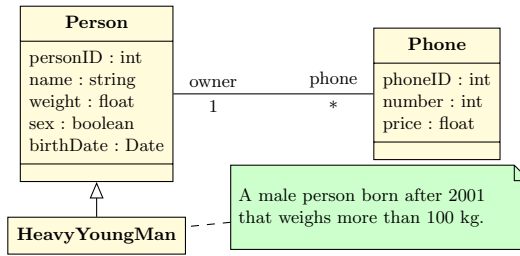 Person
personID : int
name : string
weight : float
sex : boolean
birthDate : Date
owner
1
phone
*
Phone
phoneID : int
number : int
price : float
HeavyYoungMan
A male person born after 2001
that weighs more than 100 kg.